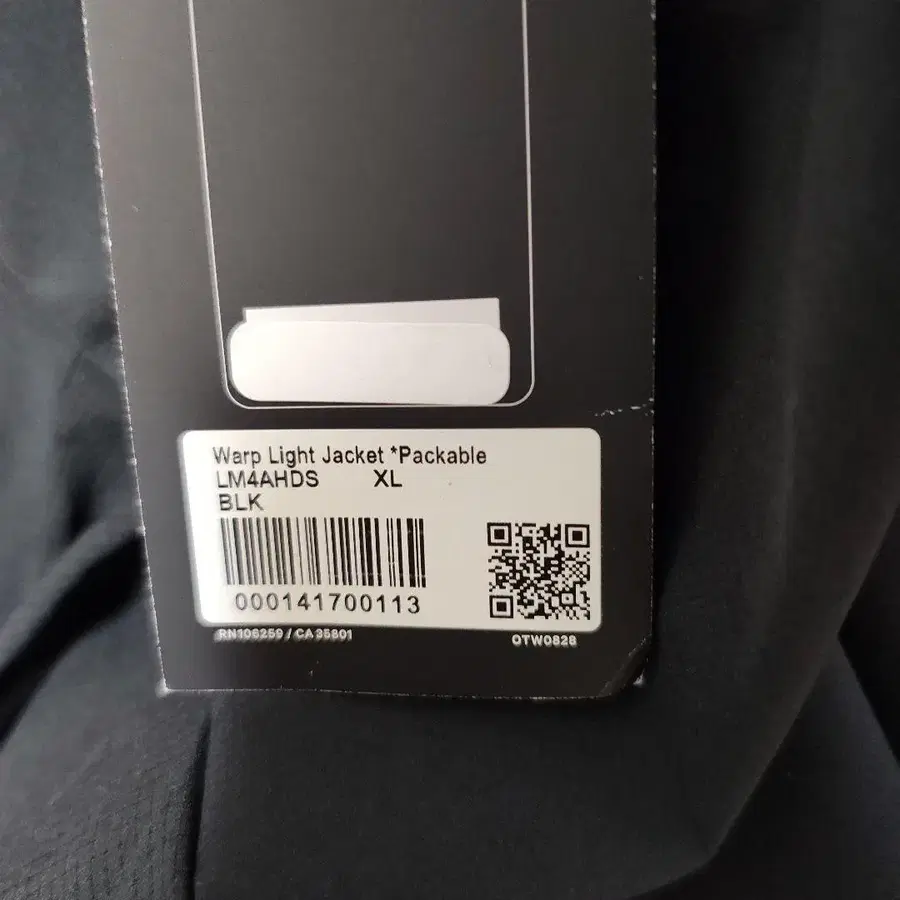 Warp Light Jacket *Packable
LM4AHDS XL
BLK
000141700113
RN106259 / CA 35801
OTW0828